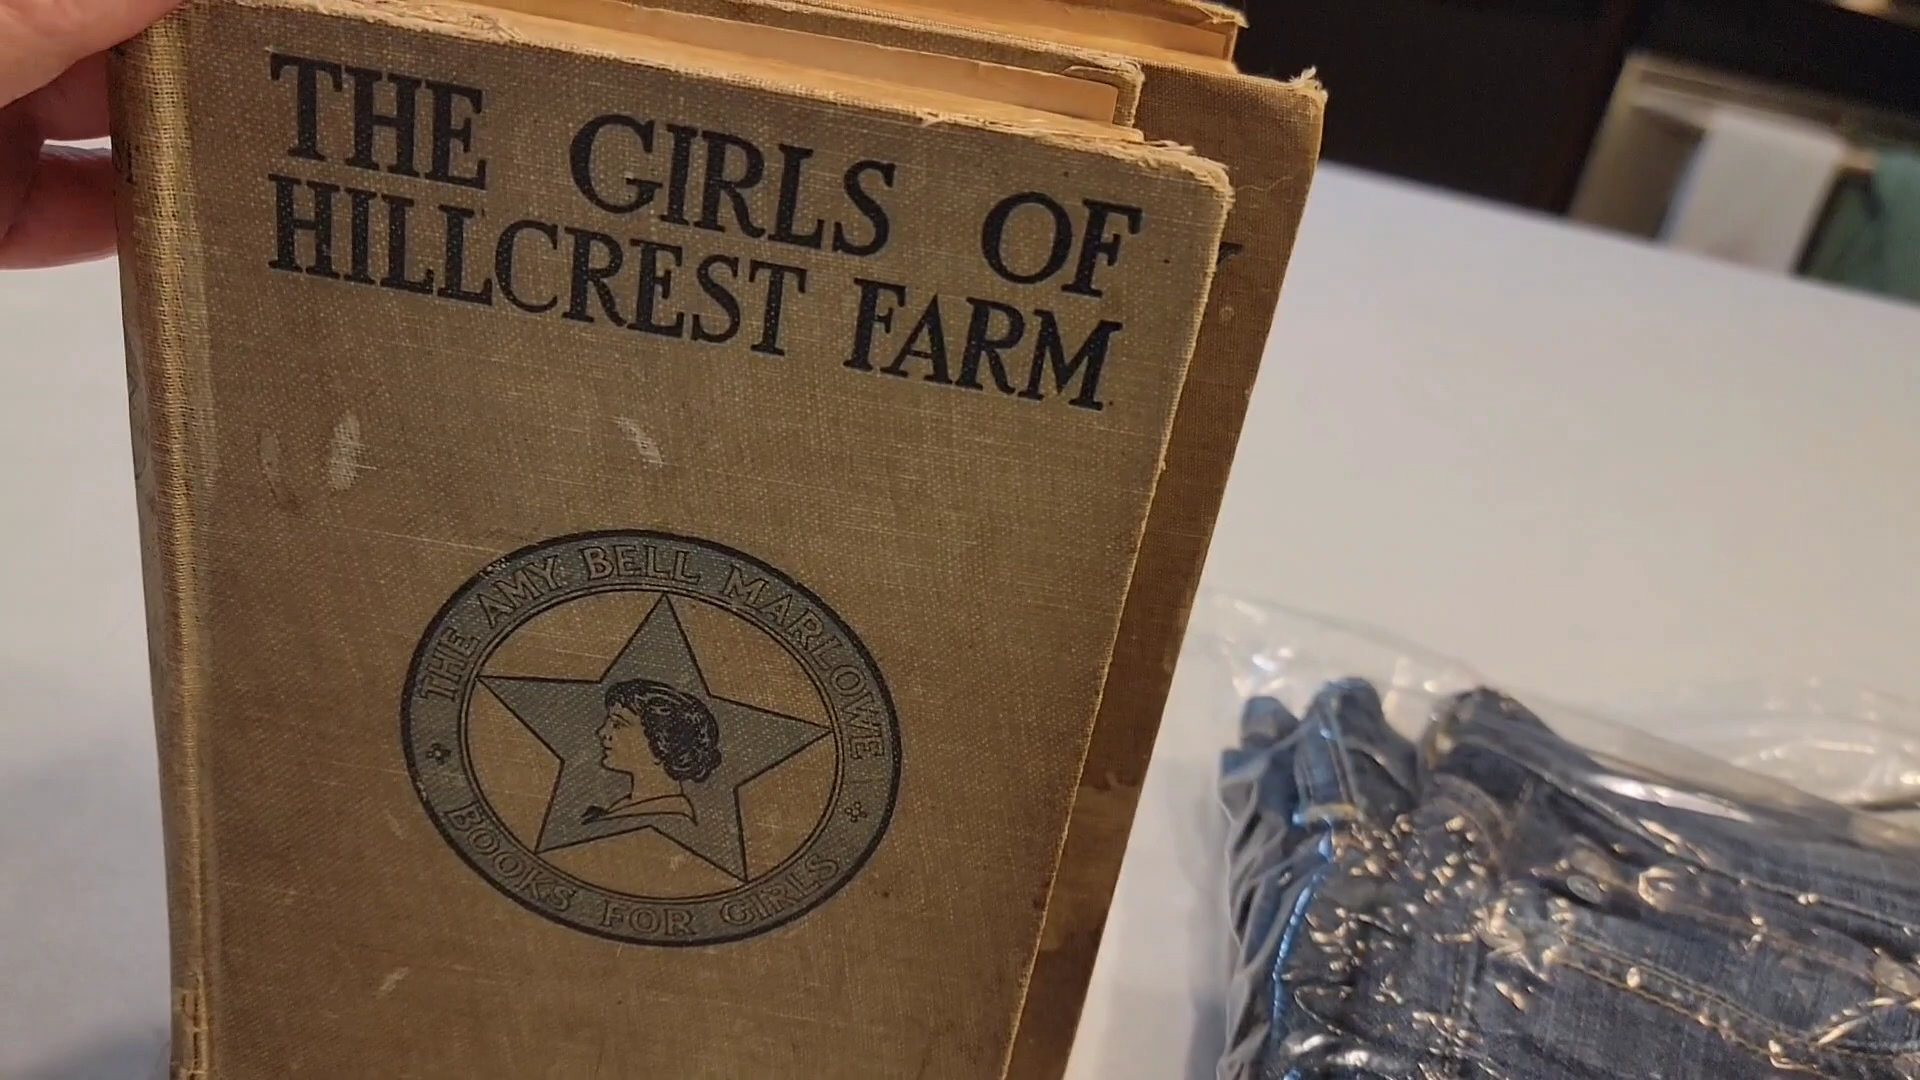 THE GIRLS OF
HILLCREST FARM
THE AMY BELL MARLOWE
BOOKS FOR GIRLS